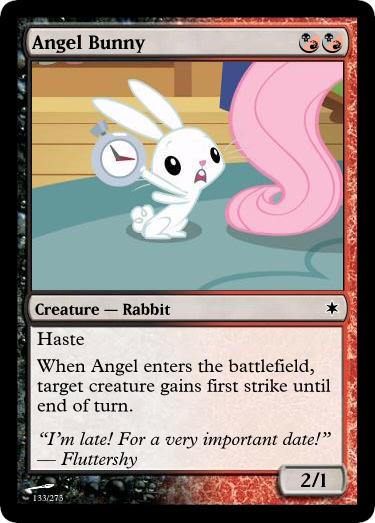 Angel Bunny
Creature — Rabbit
Haste
When Angel enters the battlefield,
target creature gains first strike until
end of turn.
“I’m late! For a very important date!”
— Fluttershy
2/1
133/273